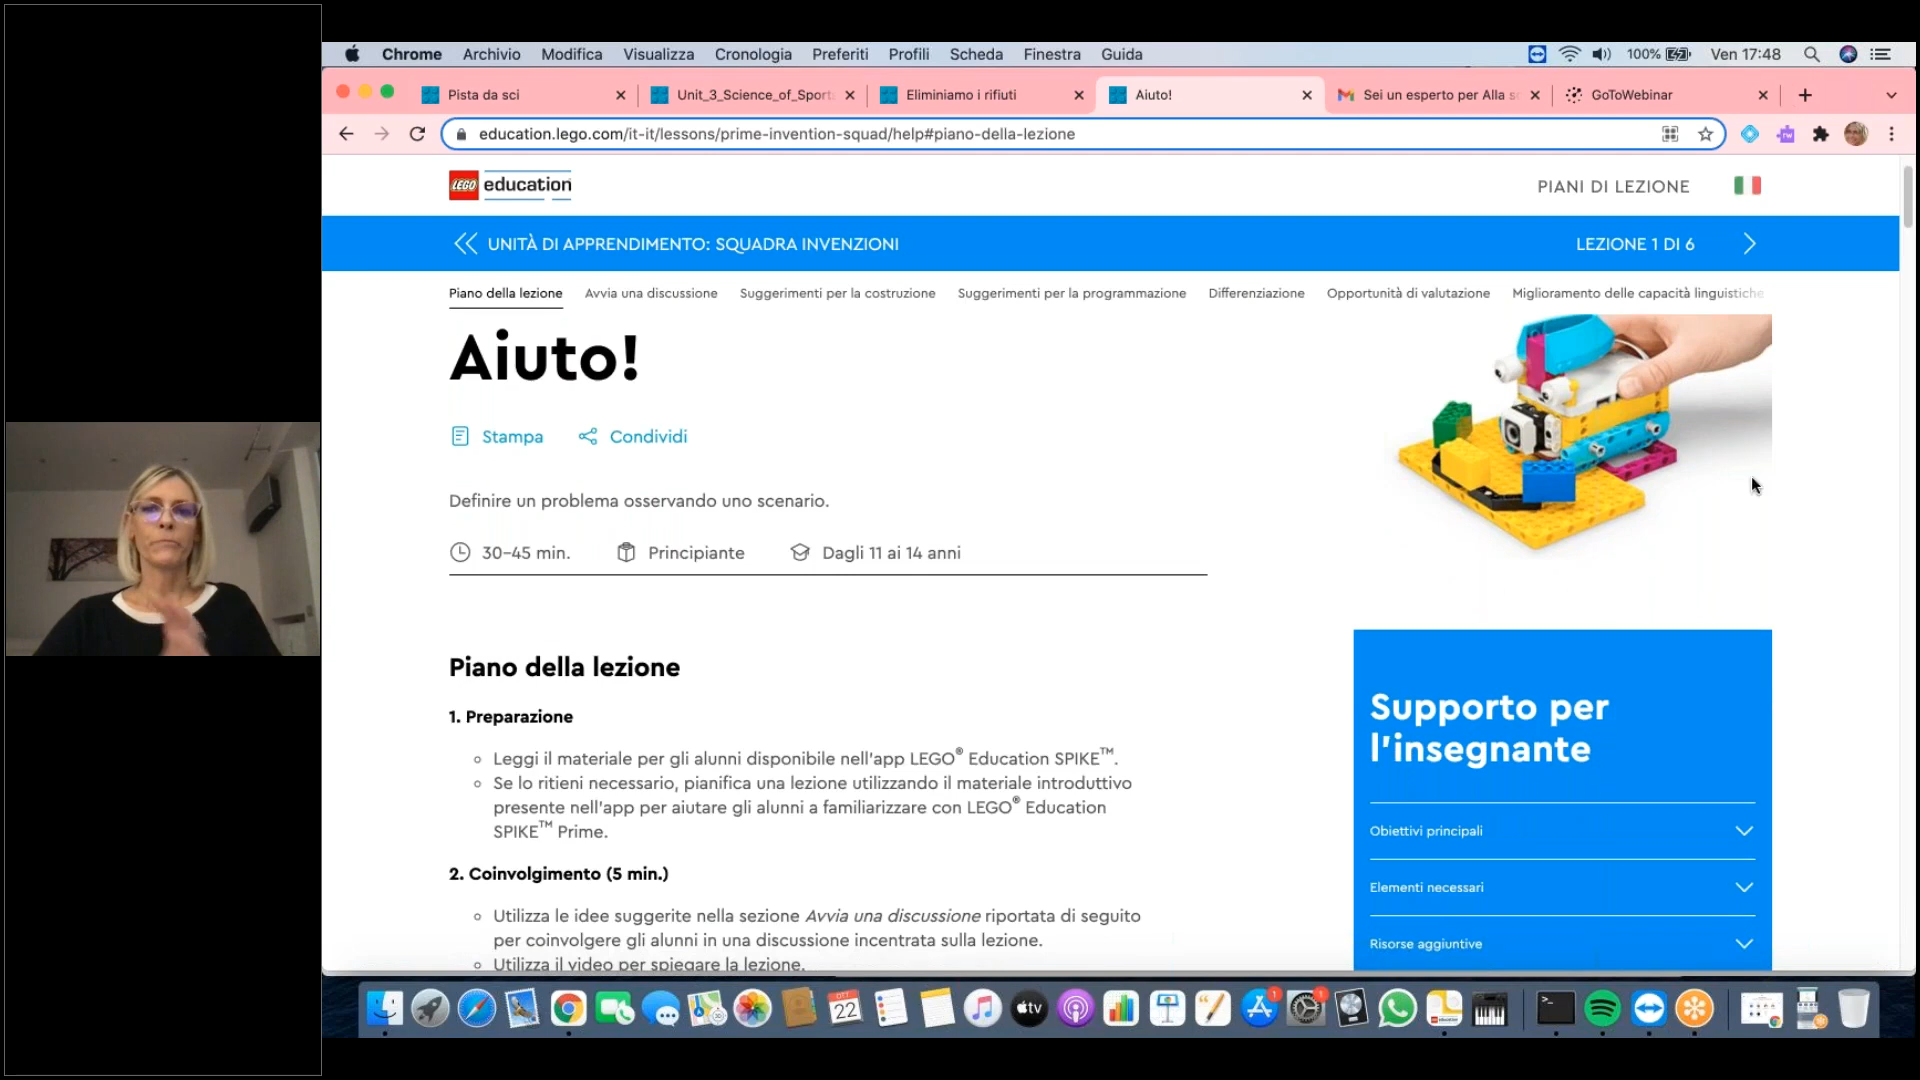 Chrome Archivio Modifica Visualizza Cronologia Preferiti Profili Scheda Finestra Guida 100% Ven 17:48
Pista da sci Unit_3_Science_of_Sport Eliminiamo i rifiuti Aiuto! Sei un esperto per Alla GoToWebinar
education.lego.com/it-it/lessons/prime-invention-squad/help#piano-della-lezione
LEGO education PIANI DI LEZIONE
UNITÀ DI APPRENDIMENTO: SQUADRA INVENZIONI LEZIONE 1 DI 6
Piano della lezione Avvia una discussione Suggerimenti per la costruzione Suggerimenti per la programmazione Differenziazione Opportunità di valutazione Miglioramento delle capacità linguistiche
Aiuto!
Stampa Condividi
Definire un problema osservando uno scenario.
30–45 min. Principiante Dagli 11 ai 14 anni
Piano della lezione
1. Preparazione
Leggi il materiale per gli alunni disponibile nell'app LEGO® Education SPIKE™.
Se lo ritieni necessario, pianifica una lezione utilizzando il materiale introduttivo
presente nell'app per aiutare gli alunni a familiarizzare con LEGO® Education
SPIKE™ Prime.
2. Coinvolgimento (5 min.)
Utilizza le idee suggerite nella sezione Avvia una discussione riportata di seguito
per coinvolgere gli alunni in una discussione incentrata sulla lezione.
Utilizza il video per spiegare la lezione.
Supporto per
l'insegnante
Obiettivi principali
Elementi necessari
Risorse aggiuntive
OTT
22
tv
1
1